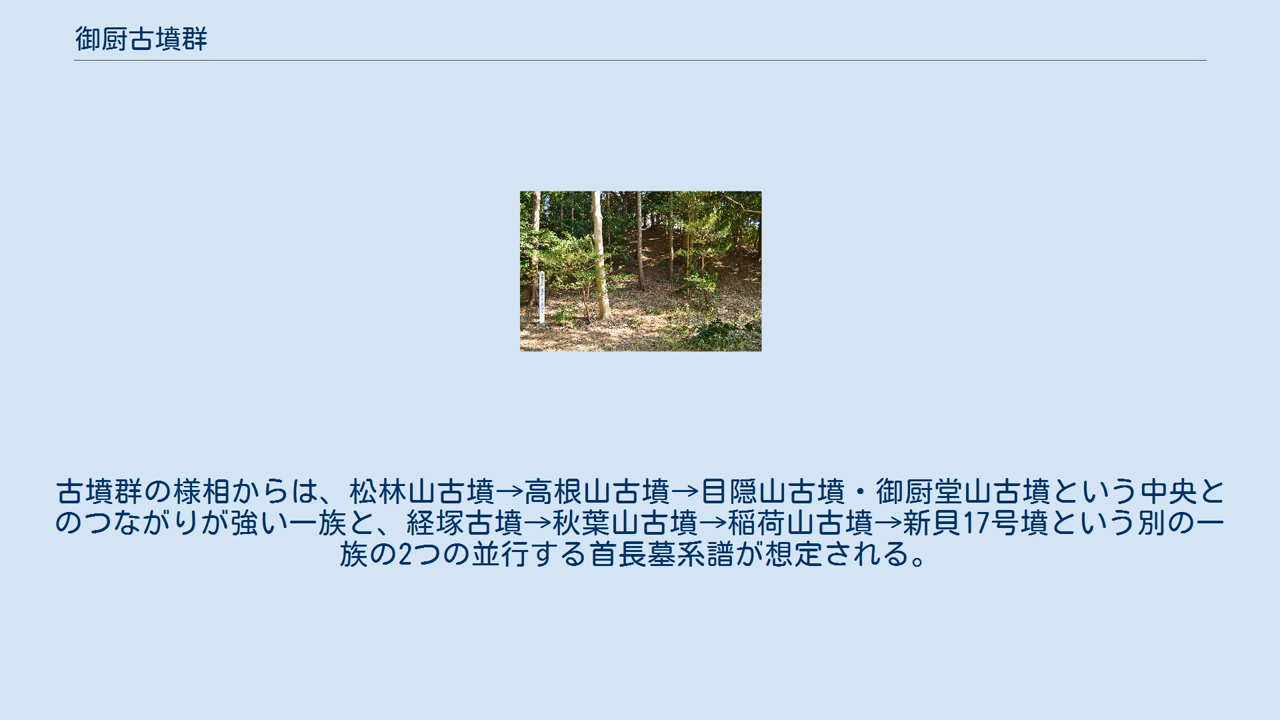 御厨古墳群
古墳群の様相からは、松林山古墳→高根山古墳→目隠山古墳・御厨堂山古墳という中央と
のつながりが強い一族と、経塚古墳→秋葉山古墳→稲荷山古墳→新貝17号墳という別の一
族の2つの並行する首長墓系譜が想定される。